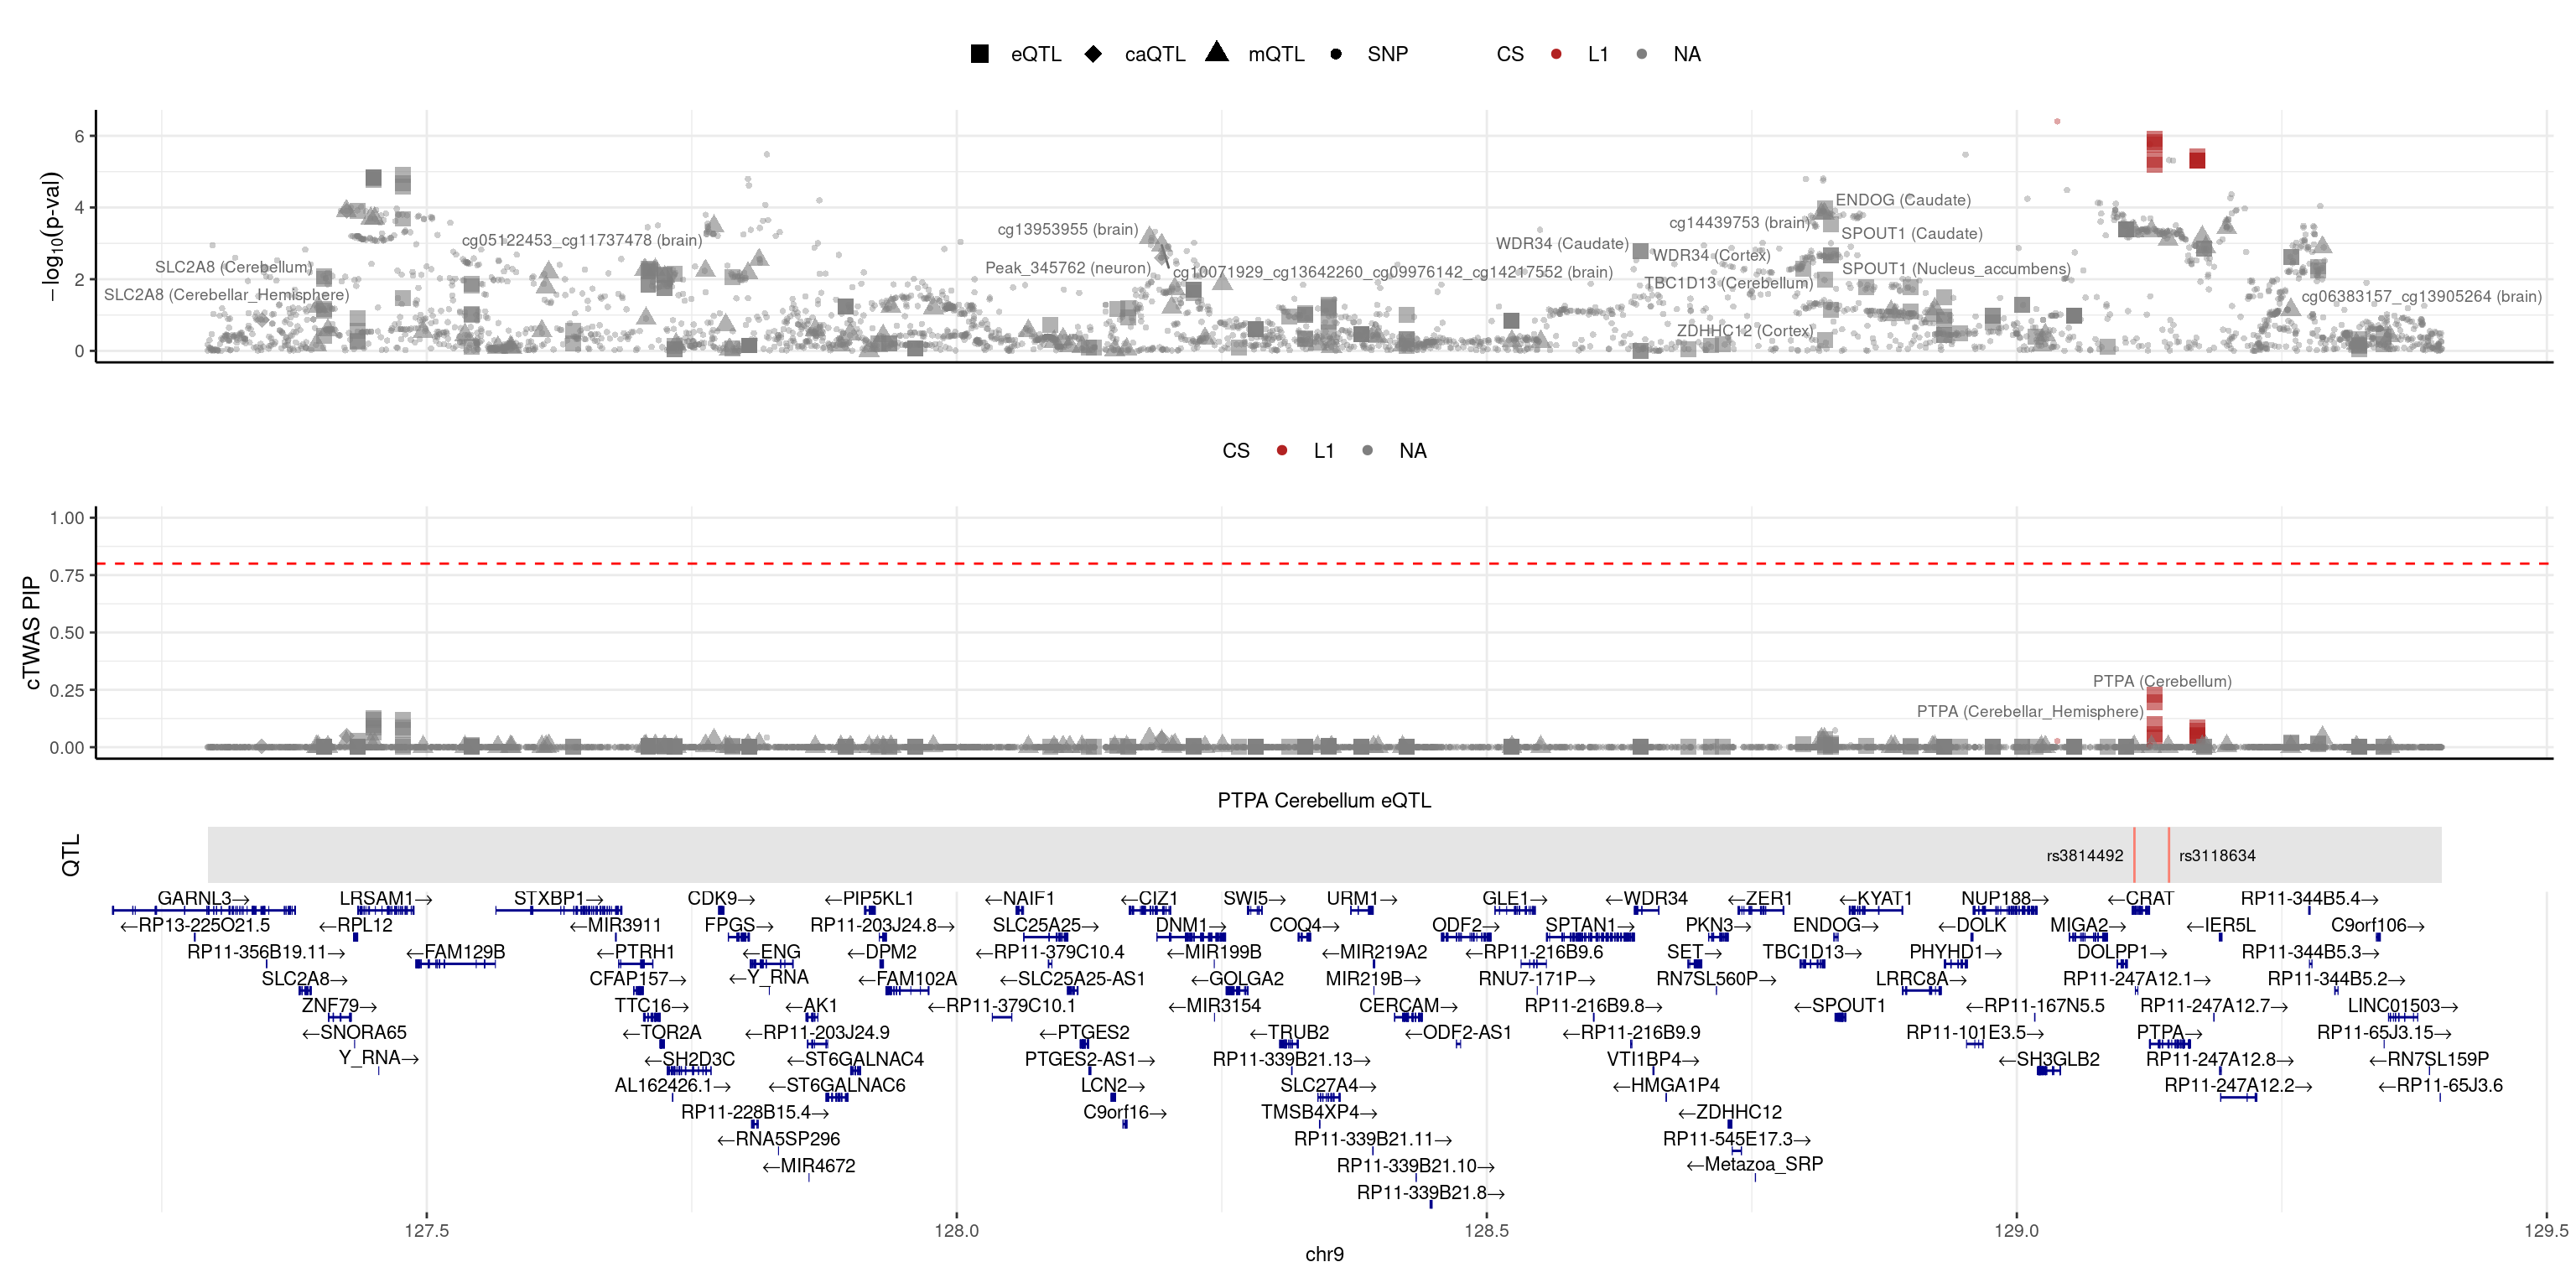 eQTL caQTL mQTL SNP CS L1 NA
−log10(p-val)
6
4
2
0
ENDOG (Caudate)
cg14439753 (brain)
cg13953955 (brain)
SPOUT1 (Caudate)
cg05122453_cg11737478 (brain)
WDR34 (Caudate)
WDR34 (Cortex)
SLC2A8 (Cerebellum)
Peak_345762 (neuron)
cg10071929_cg13642260_cg09976142_cg14217552 (brain)
SPOUT1 (Nucleus_accumbens)
TBC1D13 (Cerebellum)
SLC2A8 (Cerebellar_Hemisphere)
cg06383157_cg13905264 (brain)
ZDHHC12 (Cortex)
CS L1 NA
cTWAS PIP
1.00
0.75
0.50
0.25
0.00
PTPA (Cerebellum)
PTPA (Cerebellar_Hemisphere)
PTPA Cerebellum eQTL
QTL
rs3814492 rs3118634
GARNL3→ LRSAM1→ STXBP1→ CDK9→ ←PIP5KL1 ←NAIF1 ←CIZ1 SWI5→ URM1→ GLE1→ ←WDR34 ←ZER1 ←KYAT1 NUP188→ ←CRAT RP11-344B5.4→
←RP13-225O21.5 ←RPL12 ←MIR3911 FPGS→ RP11-203J24.8→ SLC25A25→ DNM1→ COQ4→ ←MIR219A2 ODF2→ SPTAN1→ PKN3→ ENDOG→ ←DOLK MIGA2→ ←IER5L C9orf106→
RP11-356B19.11→ ←FAM129B ←PTRH1 ←ENG ←DPM2 ←RP11-379C10.4 ←MIR199B MIR219B→ ←RP11-216B9.6 SET→ TBC1D13→ PHYHD1→ DOLPP1→ RP11-344B5.3→
SLC2A8→ CFAP157→ ←Y_RNA ←FAM102A ←SLC25A25-AS1 ←GOLGA2 RNU7-171P→ RN7SL560P→ LRRC8A→ RP11-247A12.1→ RP11-344B5.2→
ZNF79→ TTC16→ ←AK1 ←RP11-379C10.1 ←MIR3154 CERCAM→ RP11-216B9.8→ ←SPOUT1 ←RP11-167N5.5 RP11-247A12.7→ LINC01503→
←SNORA65 ←TOR2A ←RP11-203J24.9 ←PTGES2 ←TRUB2 ←ODF2-AS1 ←RP11-216B9.9 RP11-101E3.5→ PTPA→ RP11-65J3.15→
Y_RNA→ ←SH2D3C ←ST6GALNAC4 PTGES2-AS1→ RP11-339B21.13→ VTI1BP4→ ←SH3GLB2 RP11-247A12.8→ ←RN7SL159P
AL162426.1→ ←ST6GALNAC6 LCN2→ SLC27A4→ ←HMGA1P4 RP11-247A12.2→ ←RP11-65J3.6
RP11-228B15.4→ C9orf16→ TMSB4XP4→ ←ZDHHC12
←RNA5SP296 RP11-339B21.11→ RP11-545E17.3→
←MIR4672 RP11-339B21.10→ ←Metazoa_SRP
RP11-339B21.8→
127.5 128.0 128.5 129.0 129.5
chr9